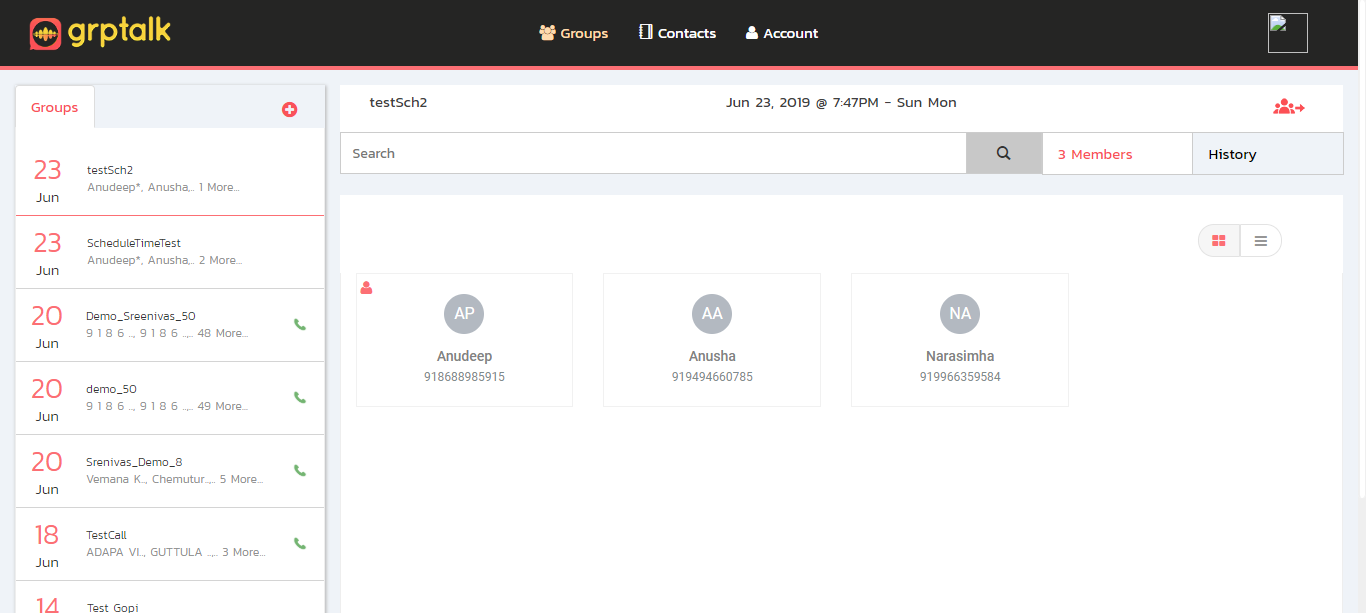 grptalk
Groups
Contacts
Account
Groups
23
Jun
testSch2
Anudeep*, Anusha,.. 1 More...
23
Jun
ScheduleTimeTest
Anudeep*, Anusha,.. 2 More...
20
Jun
Demo_Sreenivas_50
9 1 8 6 .., 9 1 8 6 ..,.. 48 More...
20
Jun
demo_50
9 1 8 6 .., 9 1 8 6 ..,.. 49 More...
20
Jun
Srenivas_Demo_8
Vemana K.., Chemutur..,.. 5 More...
18
Jun
TestCall
ADAPA VI.., GUTTULA ..,.. 3 More...
14
Test Gopi
testSch2
Jun 23, 2019 @ 7:47PM - Sun Mon
Search
3 Members
History
AP
Anudeep
918688985915
AA
Anusha
919494660785
NA
Narasimha
919966359584